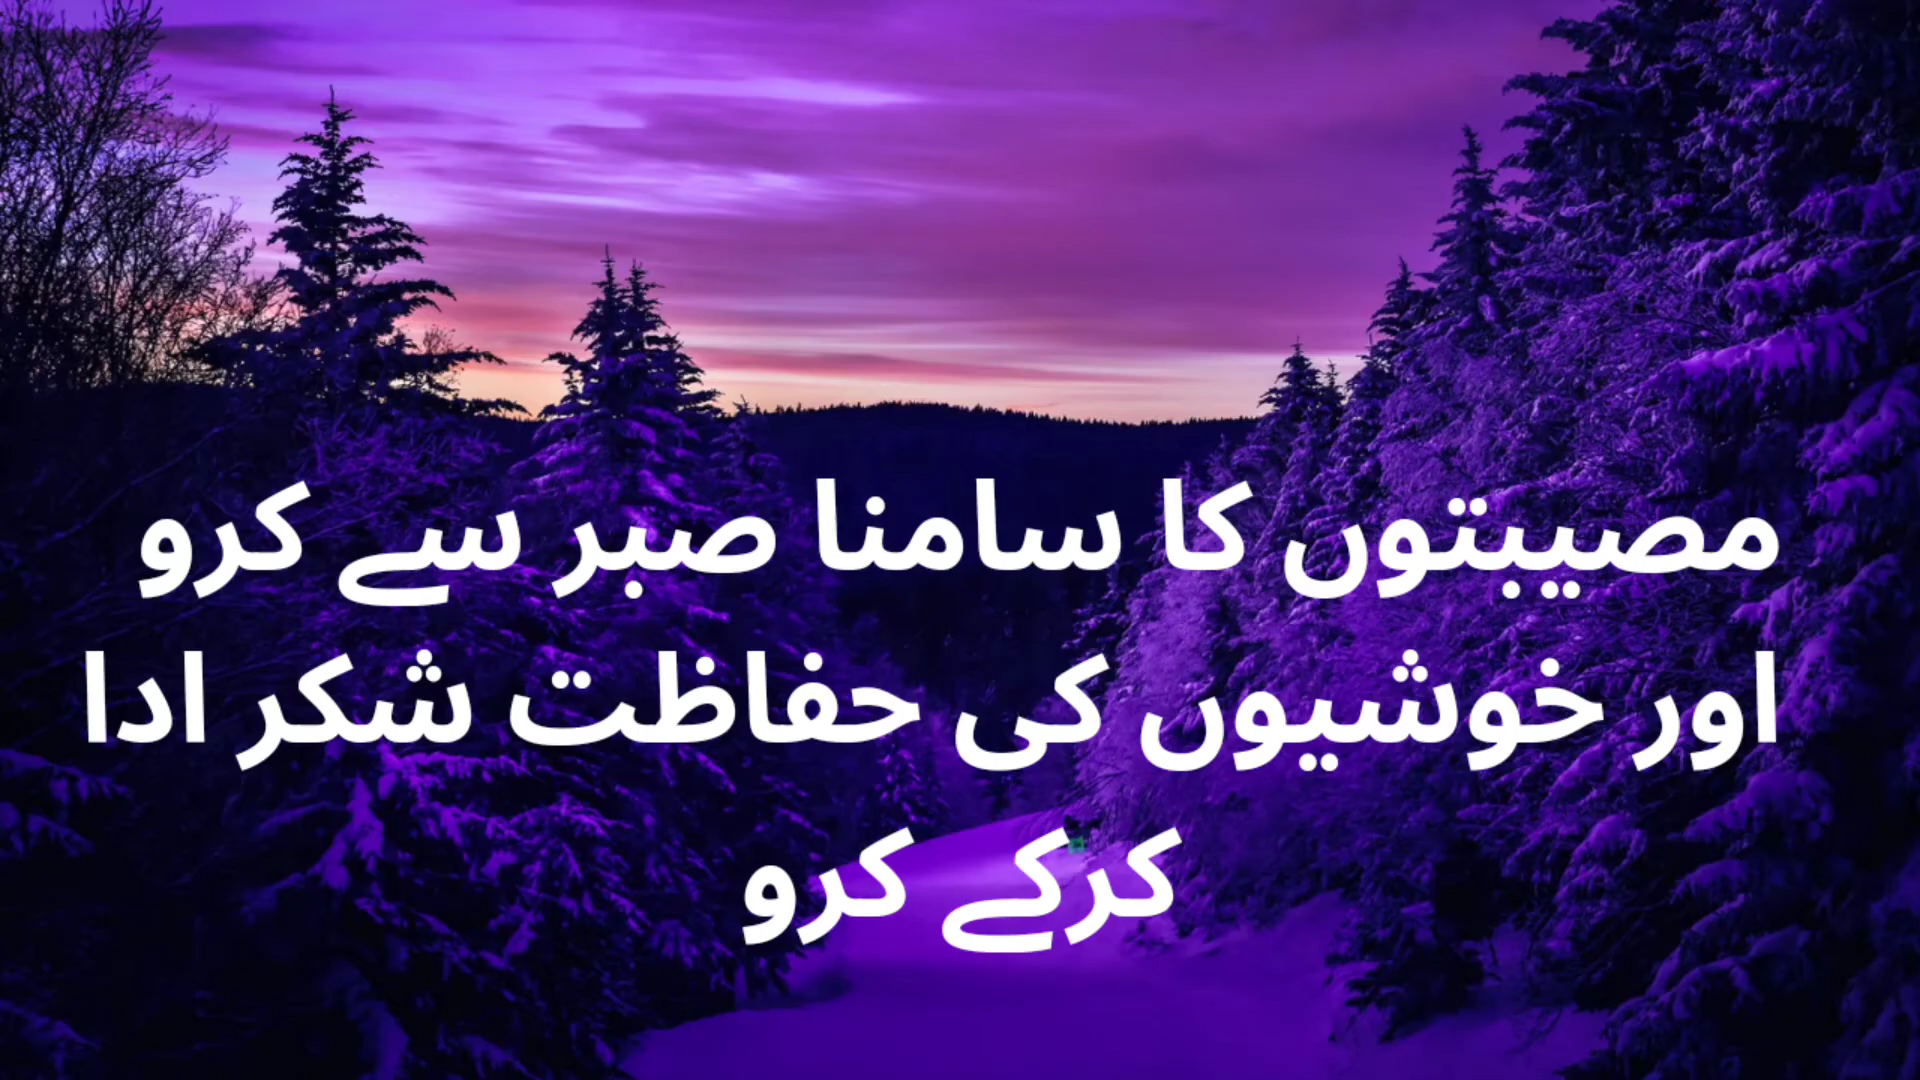 مصیبتوں کا سامنا صبر سے کرو
اور خوشیوں کی حفاظت شکر ادا
کرکے کرو